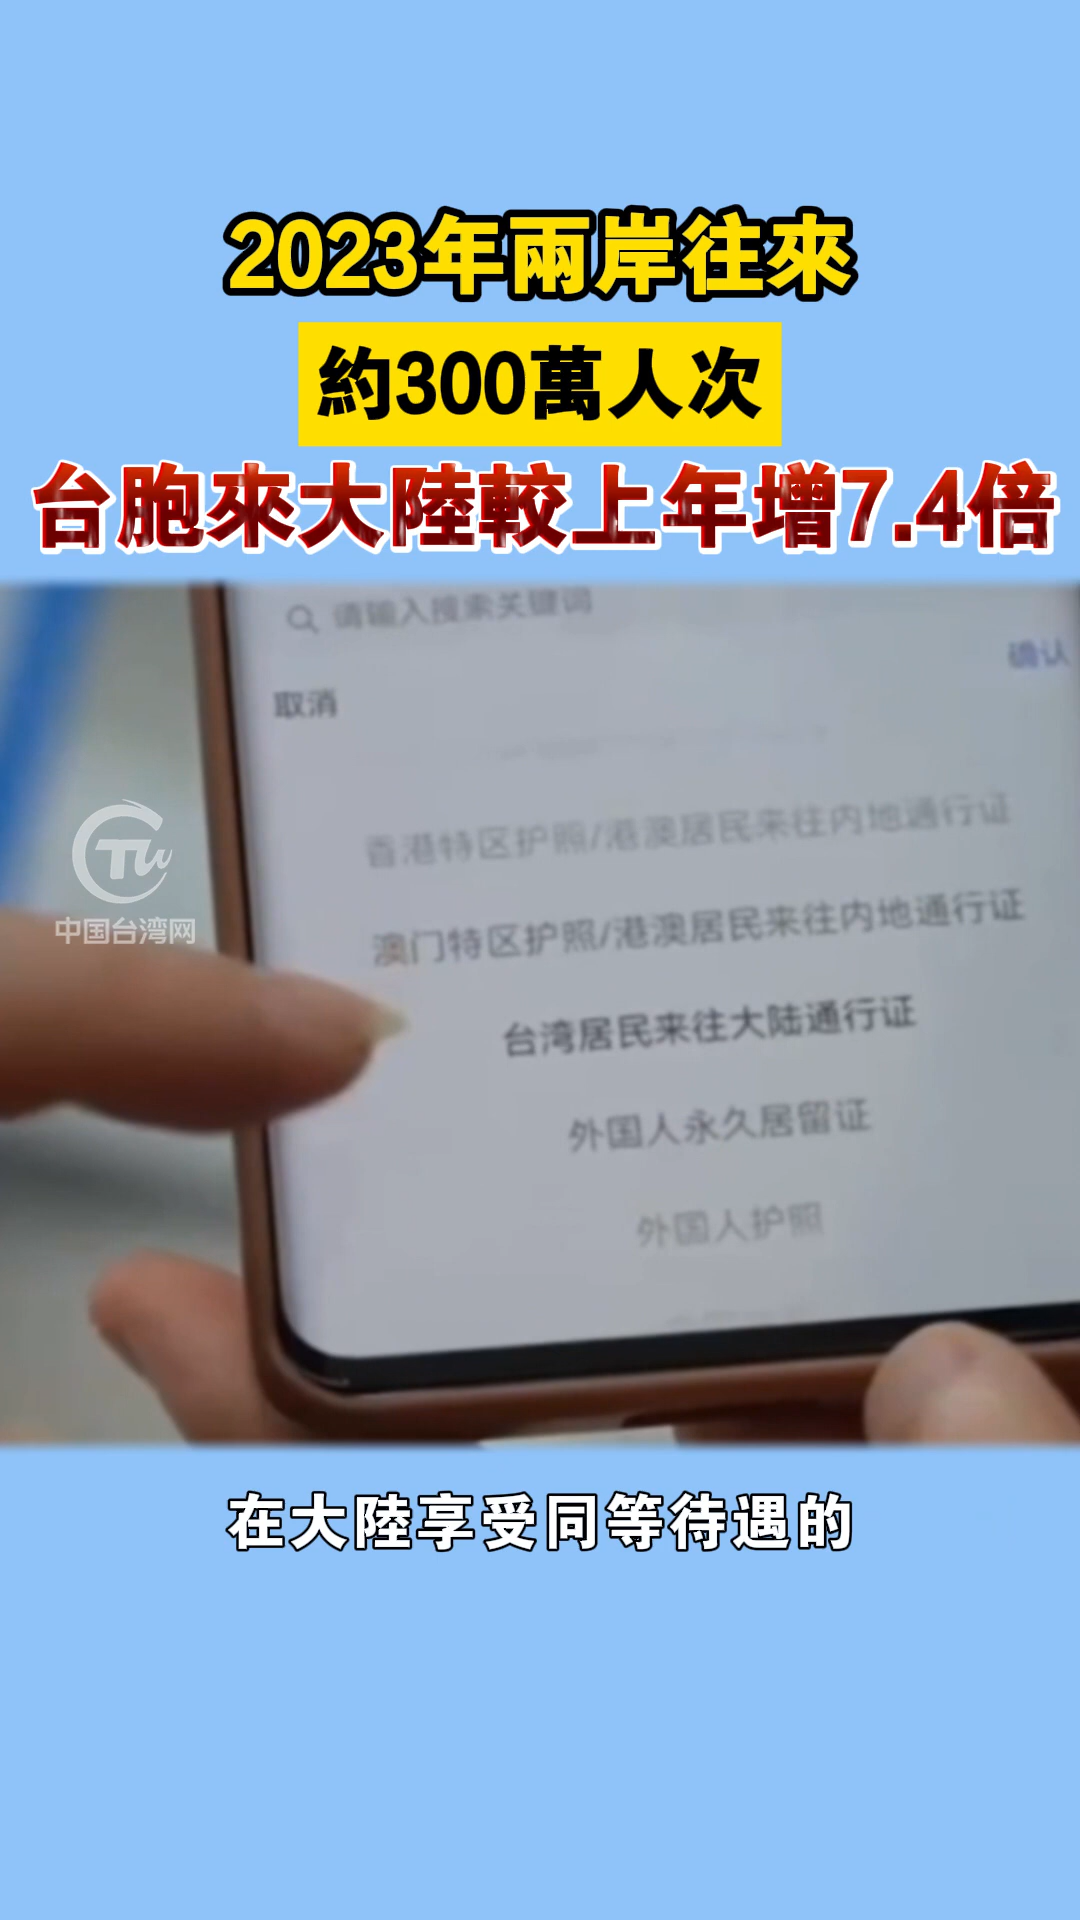 2023年兩岸往來
約300萬人次
台胞來大陸較上年增7.4倍
请输入搜索关键词
确认
取消
香港特区护照/港澳居民来往内地通行证
澳门特区护照/港澳居民来往内地通行证
台湾居民来往大陆通行证
外国人永久居留证
外国人护照
中国台湾网
在大陸享受同等待遇的